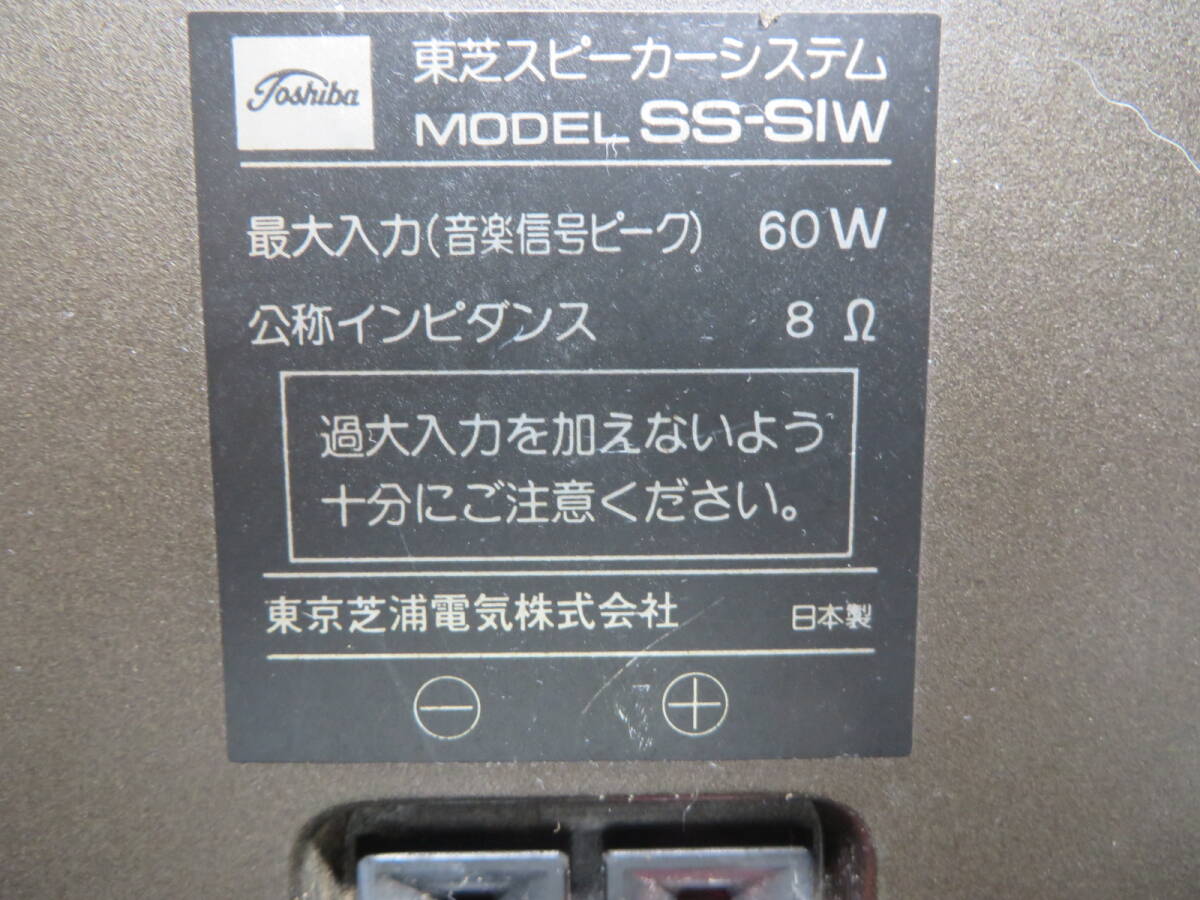 Toshiba
東芝スピーカーシステム
MODEL SS-S1W
最大入力(音楽信号ピーク) 60W
公称インピダンス 8 Ω
過大入力を加えないよう
十分にご注意ください。
東京芝浦電気株式会社 日本製
⊖ ⊕